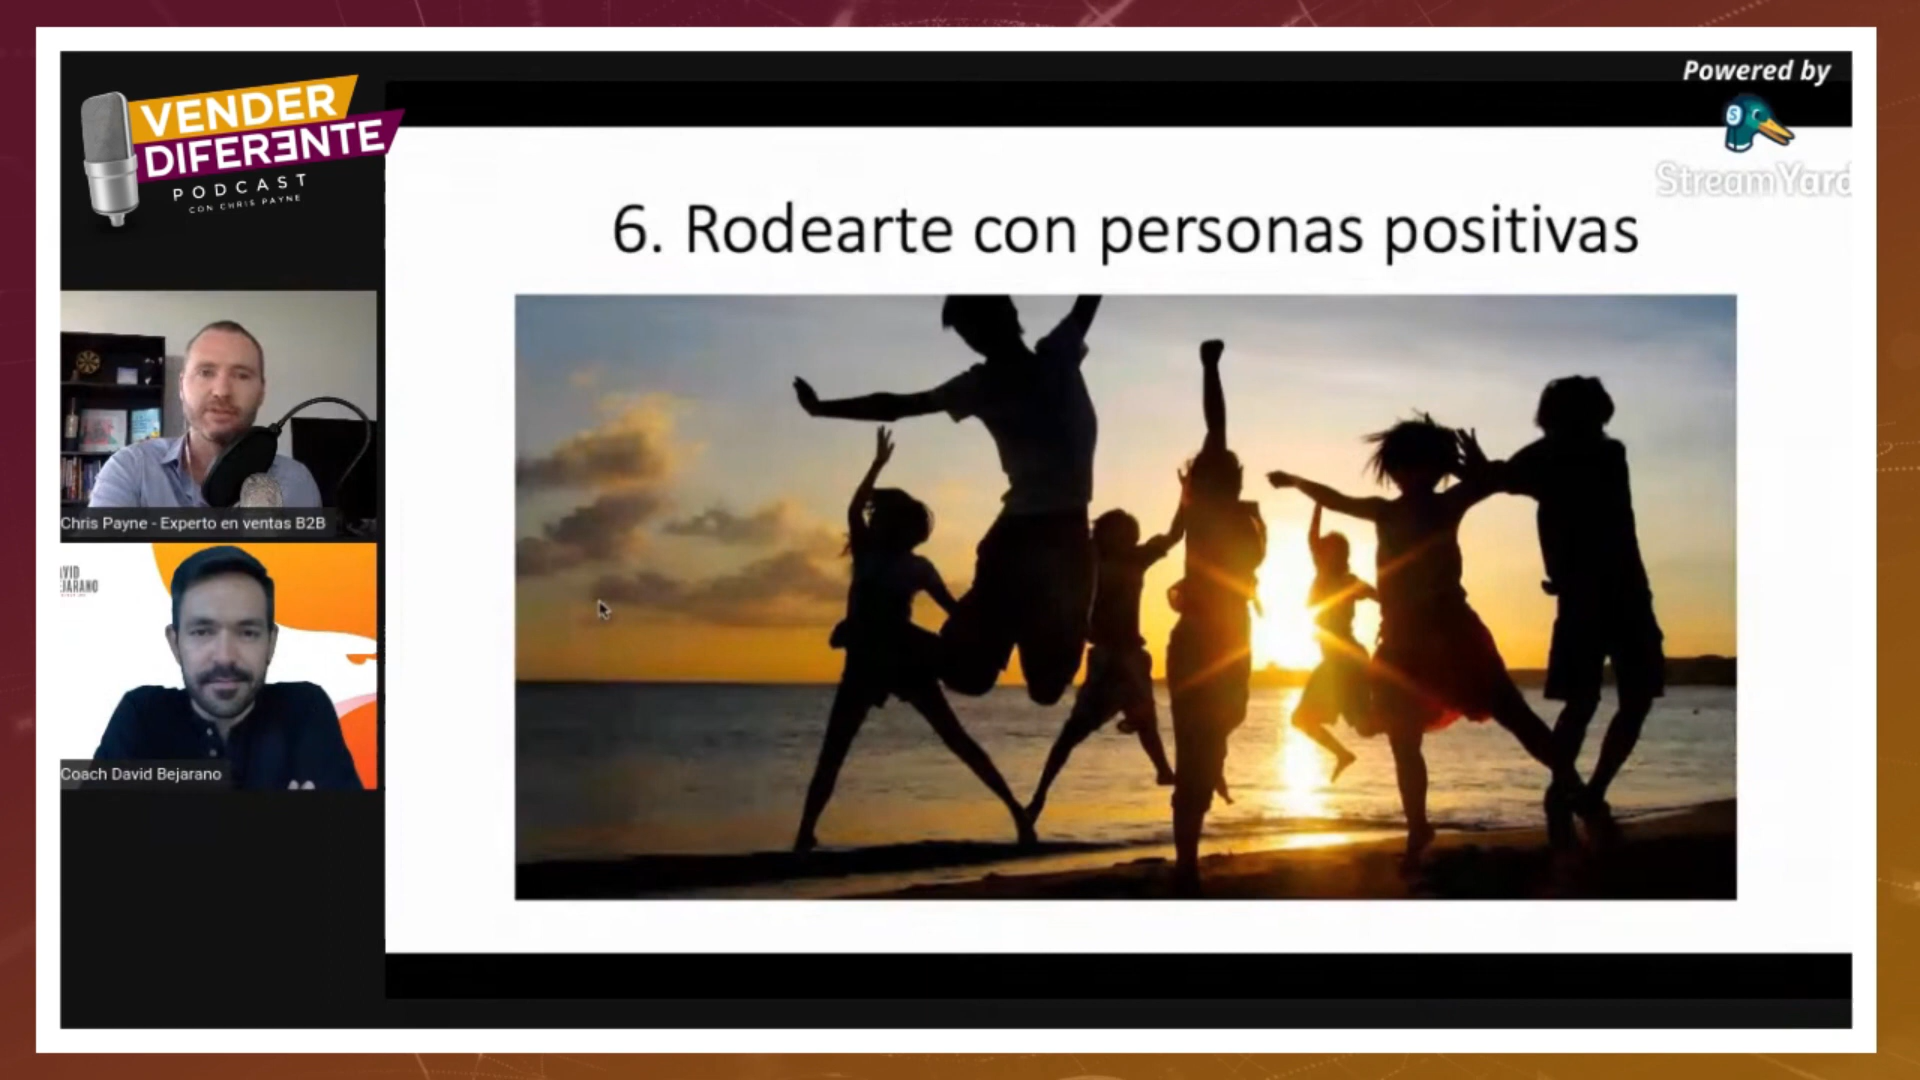 VENDER
DIFERƎNTE
PODCAST
CON CHRIS PAYNE
Powered by
StreamYard
6. Rodearte con personas positivas
Chris Payne - Experto en ventas B2B
Coach David Bejarano